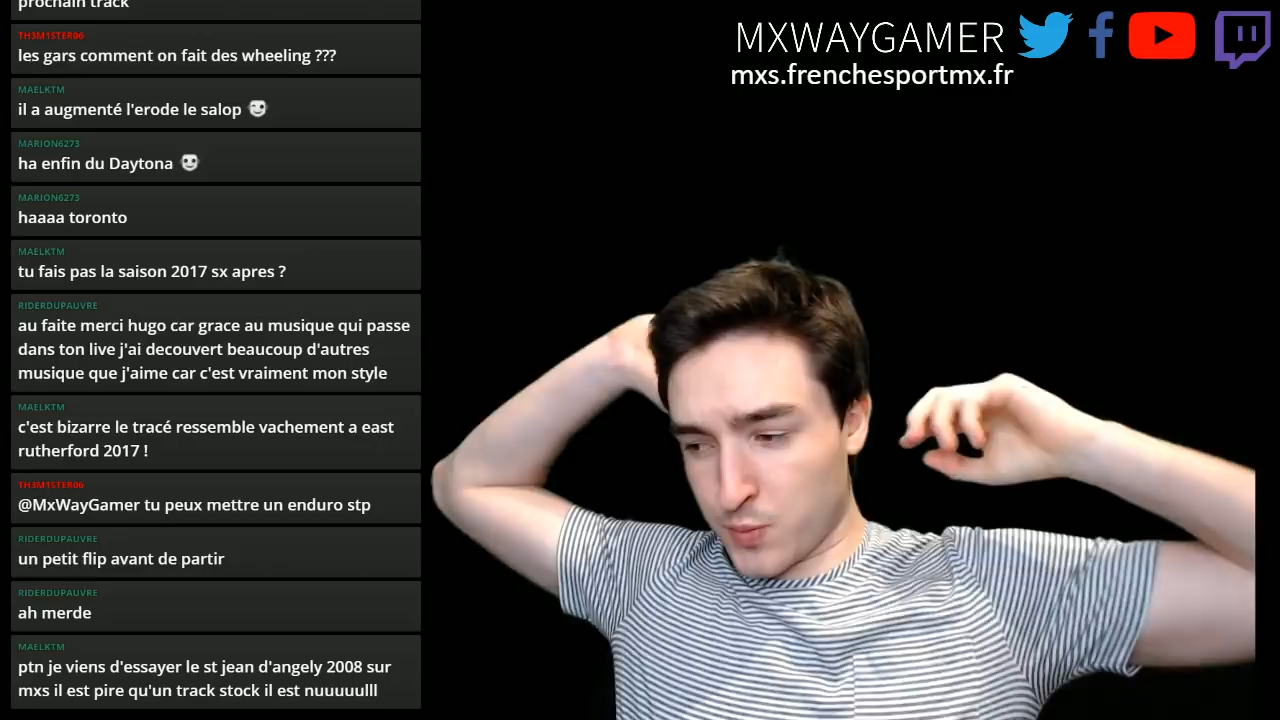 prochain track
TH3M1STER06
les gars comment on fait des wheeling ???
MAELKTM
il a augmenté l'erode le salop
MARION6273
ha enfin du Daytona
MARION6273
haaaa toronto
MAELKTM
tu fais pas la saison 2017 sx apres ?
RIDERDUPAUVRE
au faite merci hugo car grace au musique qui passe
dans ton live j'ai decouvert beaucoup d'autres
musique que j'aime car c'est vraiment mon style
MAELKTM
c'est bizarre le tracé ressemble vachement a east
rutherford 2017 !
TH3M1STER06
@MxWayGamer tu peux mettre un enduro stp
RIDERDUPAUVRE
un petit flip avant de partir
RIDERDUPAUVRE
ah merde
MAELKTM
ptn je viens d'essayer le st jean d'angely 2008 sur
mxs il est pire qu'un track stock il est nuuuuulll
MXWAYGAMER
mxs.frenchesportmx.fr